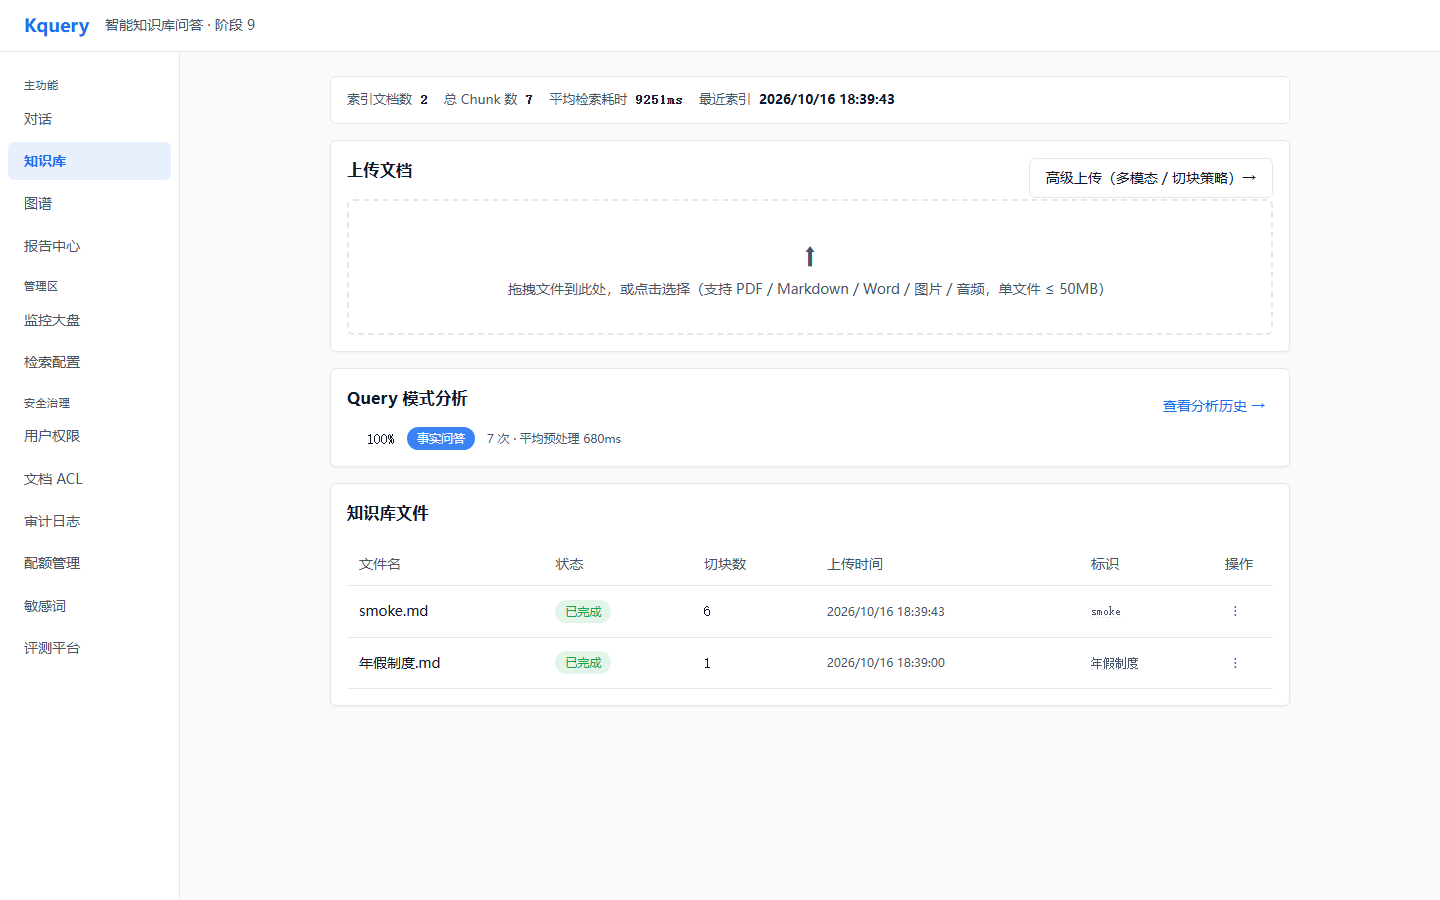 Kquery 智能知识库问答 · 阶段 9
主功能
对话
知识库
图谱
报告中心
管理区
监控大盘
检索配置
安全治理
用户权限
文档 ACL
审计日志
配额管理
敏感词
评测平台
索引文档数 2 总 Chunk 数 7 平均检索耗时 9251ms 最近索引 2026/10/16 18:39:43
上传文档
高级上传（多模态 / 切块策略）→
拖拽文件到此处，或点击选择（支持 PDF / Markdown / Word / 图片 / 音频，单文件 ≤ 50MB）
Query 模式分析
查看分析历史 →
100% 事实问答 7 次 · 平均预处理 680ms
知识库文件
文件名 状态 切块数 上传时间 标识 操作
smoke.md 已完成 6 2026/10/16 18:39:43 smoke ⋮
年假制度.md 已完成 1 2026/10/16 18:39:00 年假制度 ⋮